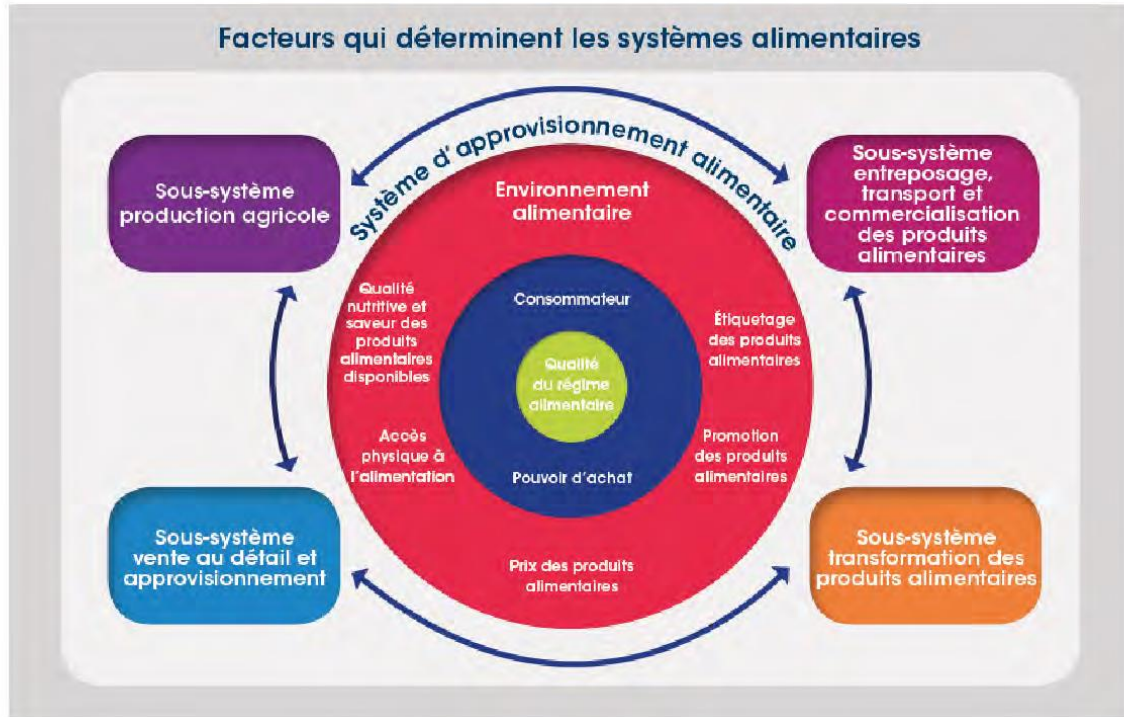 Facteurs qui déterminent les systèmes alimentaires
Sous-système
production agricole
Système d'approvisionnement alimentaire
Sous-système
entreposage,
transport et
commercialisation
des produits
alimentaires
Environnement
alimentaire
Qualité
nutritive et
saveur des
produits
alimentaires
disponibles
Consommateur
Étiquetage
des produits
alimentaires
Qualité
du régime
alimentaire
Accès
physique à
l'alimentation
Pouvoir d'achat
Promotion
des produits
alimentaires
Prix des produits
alimentaires
Sous-système
vente au détail et
approvisionnement
Sous-système
transformation des
produits alimentaires